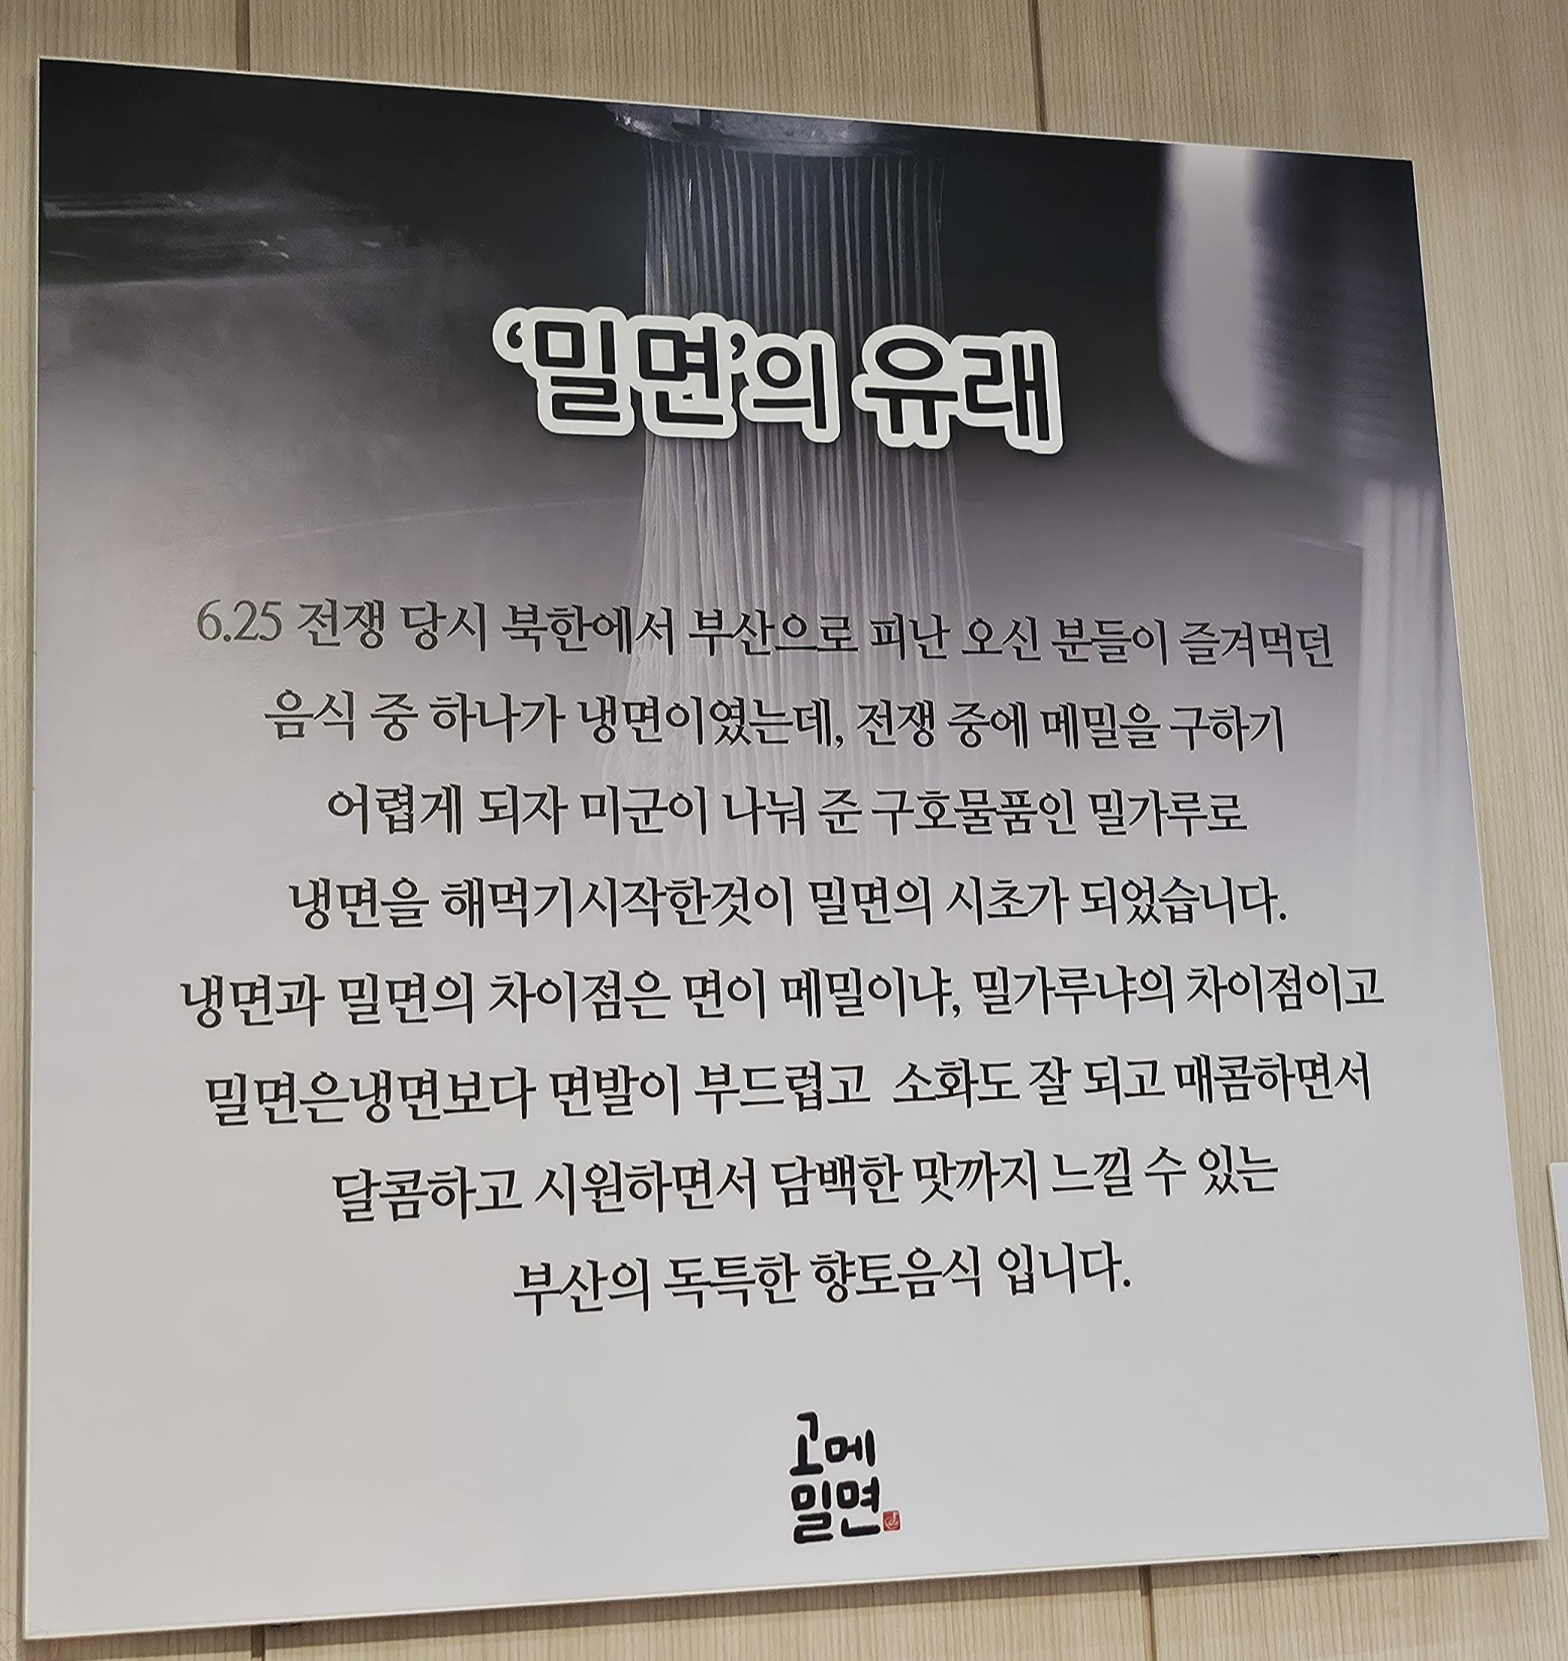 '밀면'의 유래
6.25 전쟁 당시 북한에서 부산으로 피난 오신 분들이 즐겨먹던
음식 중 하나가 냉면이였는데, 전쟁 중에 메밀을 구하기
어렵게 되자 미군이 나눠 준 구호물품인 밀가루로
냉면을 해먹기시작한것이 밀면의 시초가 되었습니다.
냉면과 밀면의 차이점은 면이 메밀이냐, 밀가루냐의 차이점이고
밀면은냉면보다 면발이 부드럽고 소화도 잘 되고 매콤하면서
달콤하고 시원하면서 담백한 맛까지 느낄 수 있는
부산의 독특한 향토음식 입니다.
고메
밀면